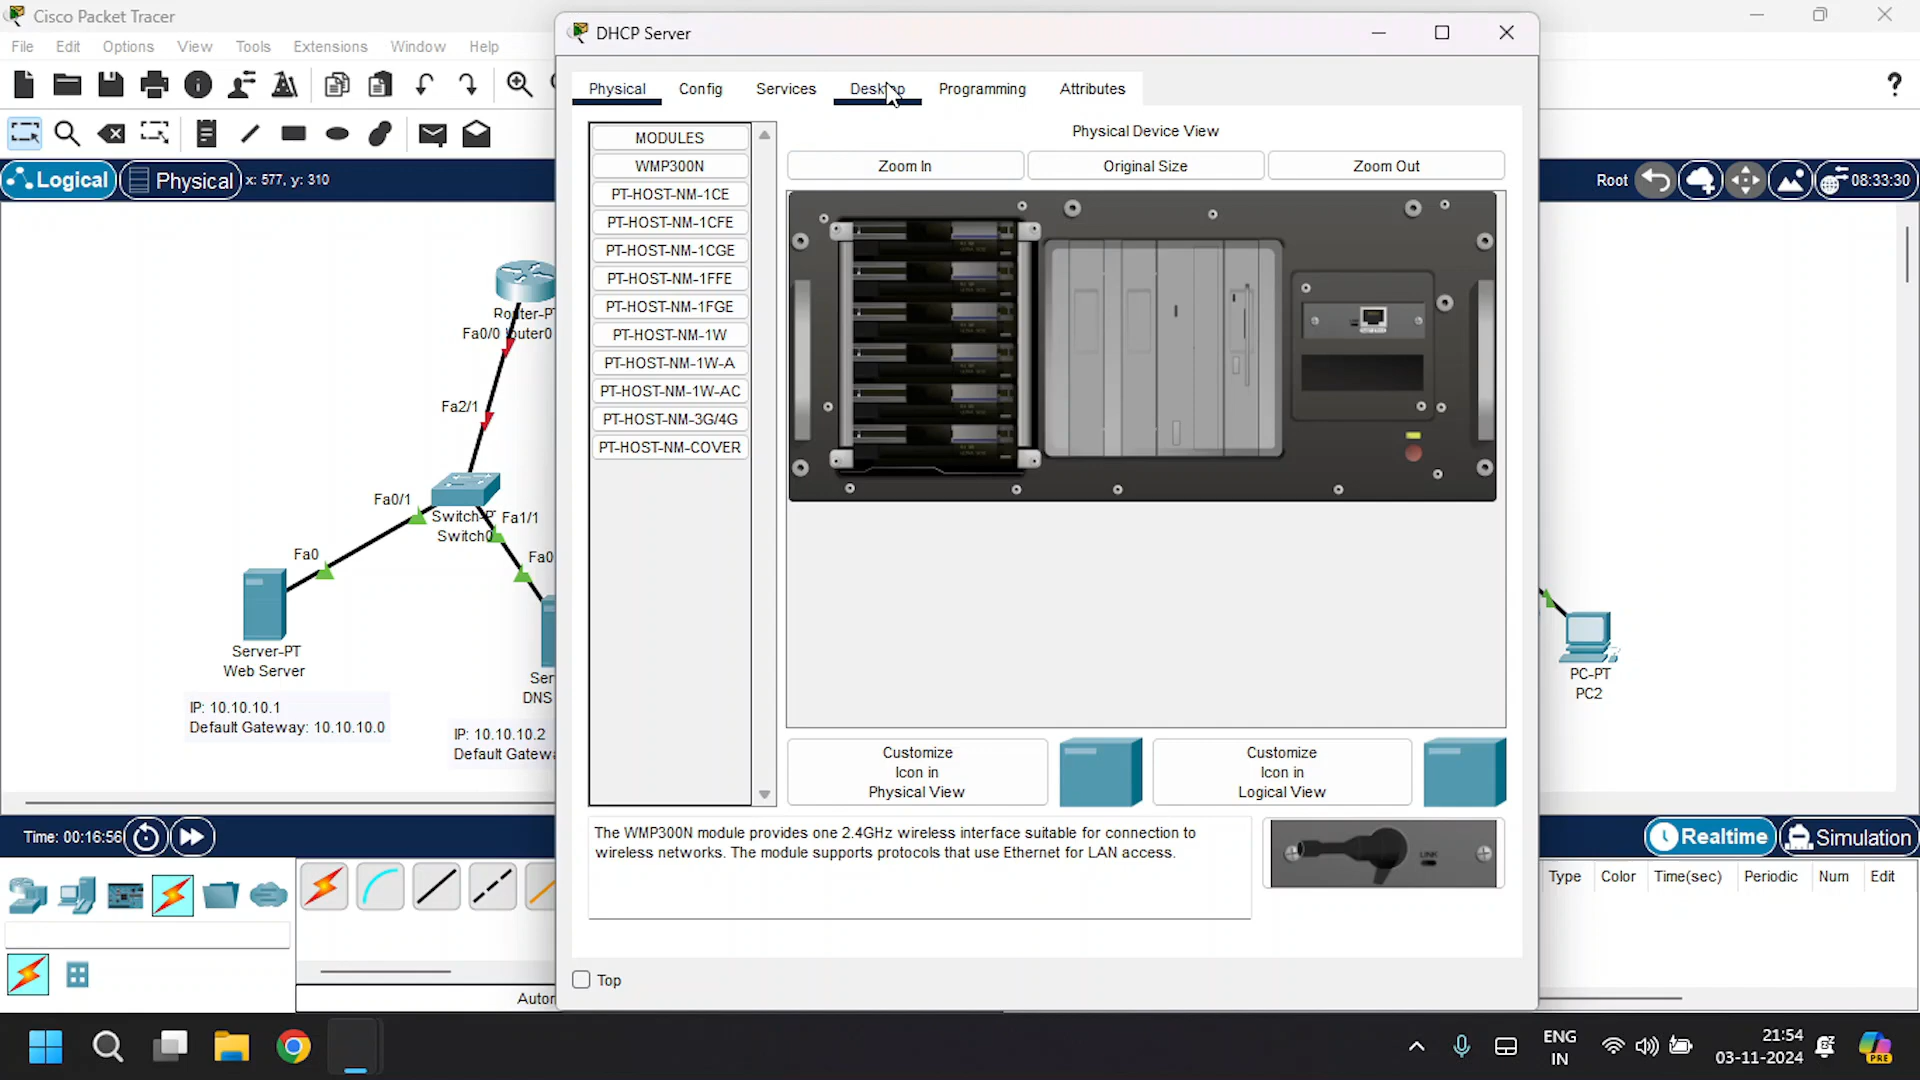 Cisco Packet Tracer
File Edit Options View Tools Extensions Window Help
?
Logical
Physical
x: 577, y: 310
Root
08:33:30
Router-PT
Fa0/0
Fa2/1
Fa0/1
Fa1/1
Switch0
Fa0
Fa0
Server-PT
Web Server
IP: 10.10.10.1
Default Gateway: 10.10.10.0
DNS
IP: 10.10.10.2
PC-PT
PC2
DHCP Server
Physical Config Services Desktop Programming Attributes
MODULES
WMP300N
PT-HOST-NM-1CE
PT-HOST-NM-1CFE
PT-HOST-NM-1CGE
PT-HOST-NM-1FFE
PT-HOST-NM-1FGE
PT-HOST-NM-1W
PT-HOST-NM-1W-A
PT-HOST-NM-1W-AC
PT-HOST-NM-3G/4G
PT-HOST-NM-COVER
Physical Device View
Zoom In Original Size Zoom Out
Customize
Icon in
Physical View
Customize
Icon in
Logical View
The WMP300N module provides one 2.4GHz wireless interface suitable for connection to
wireless networks. The module supports protocols that use Ethernet for LAN access.
LINK
Top
Time: 00:16:56
Realtime
Simulation
Type Color Time(sec) Periodic Num Edit
ENG
IN
21:54
03-11-2024
PRE